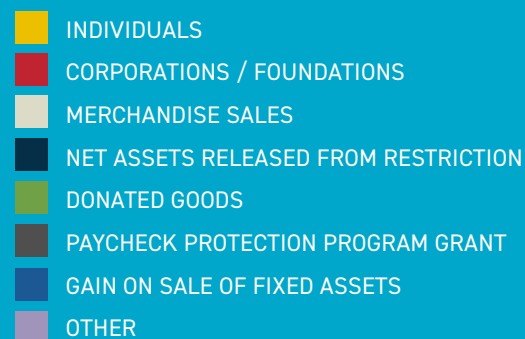 INDIVIDUALS
CORPORATIONS / FOUNDATIONS
MERCHANDISE SALES
NET ASSETS RELEASED FROM RESTRICTION
DONATED GOODS
PAYCHECK PROTECTION PROGRAM GRANT
GAIN ON SALE OF FIXED ASSETS
OTHER